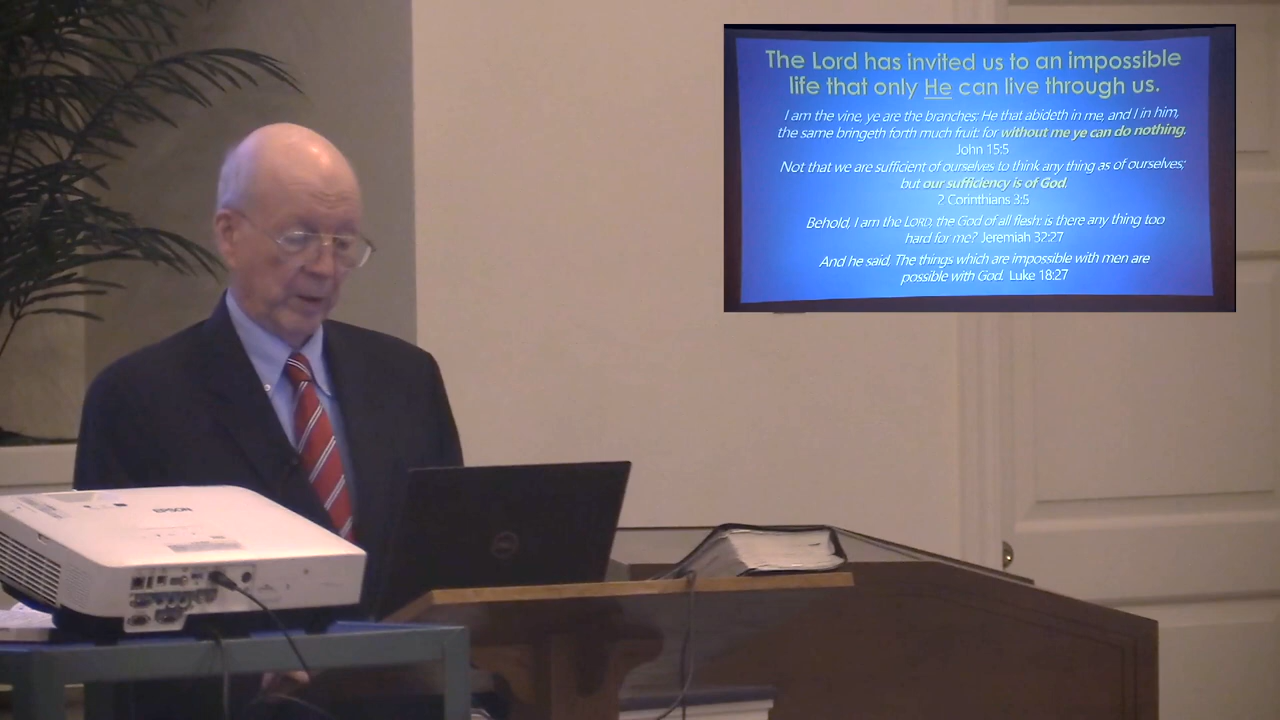 The Lord has invited us to an impossible
life that only He can live through us.
I am the vine, ye are the branches: He that abideth in me, and I in him,
the same bringeth forth much fruit: for without me ye can do nothing.
John 15:5
Not that we are sufficient of ourselves to think any thing as of ourselves;
but our sufficiency is of God.
2 Corinthians 3:5
Behold, I am the LORD, the God of all flesh: is there any thing too
hard for me? Jeremiah 32:27
And he said, The things which are impossible with men are
possible with God. Luke 18:27
EPSON
DELL